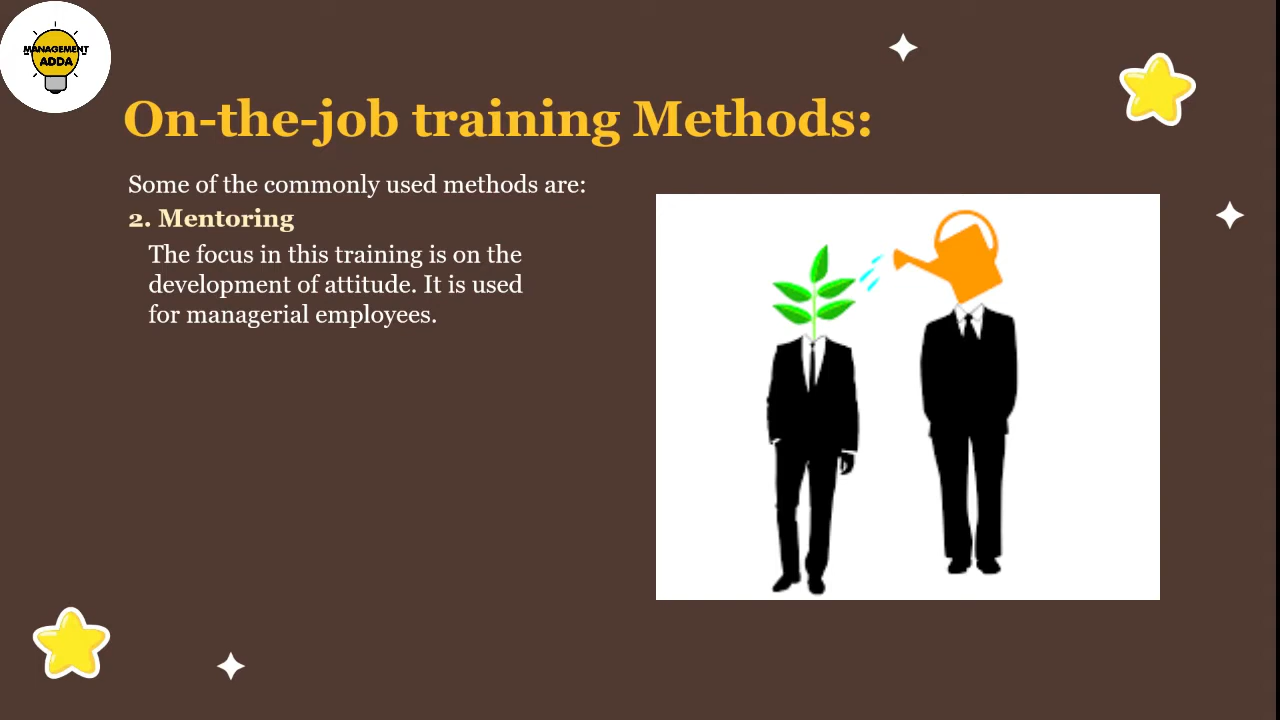 MANAGEMENT
ADDA
On-the-job training Methods:
Some of the commonly used methods are:
2. Mentoring
The focus in this training is on the
development of attitude. It is used
for managerial employees.